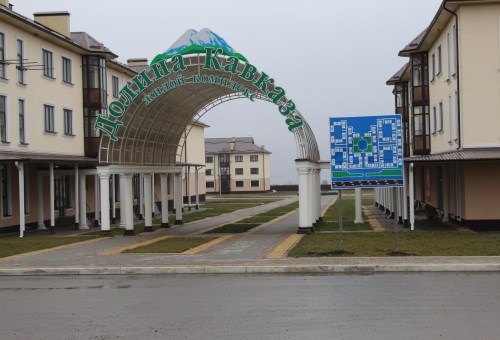 Долина Кавказа
жилой комплекс